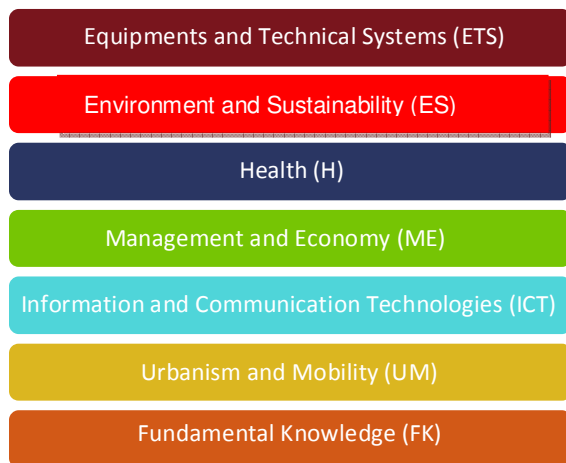 Equipments and Technical Systems (ETS)
Environment and Sustainability (ES)
Health (H)
Management and Economy (ME)
Information and Communication Technologies (ICT)
Urbanism and Mobility (UM)
Fundamental Knowledge (FK)